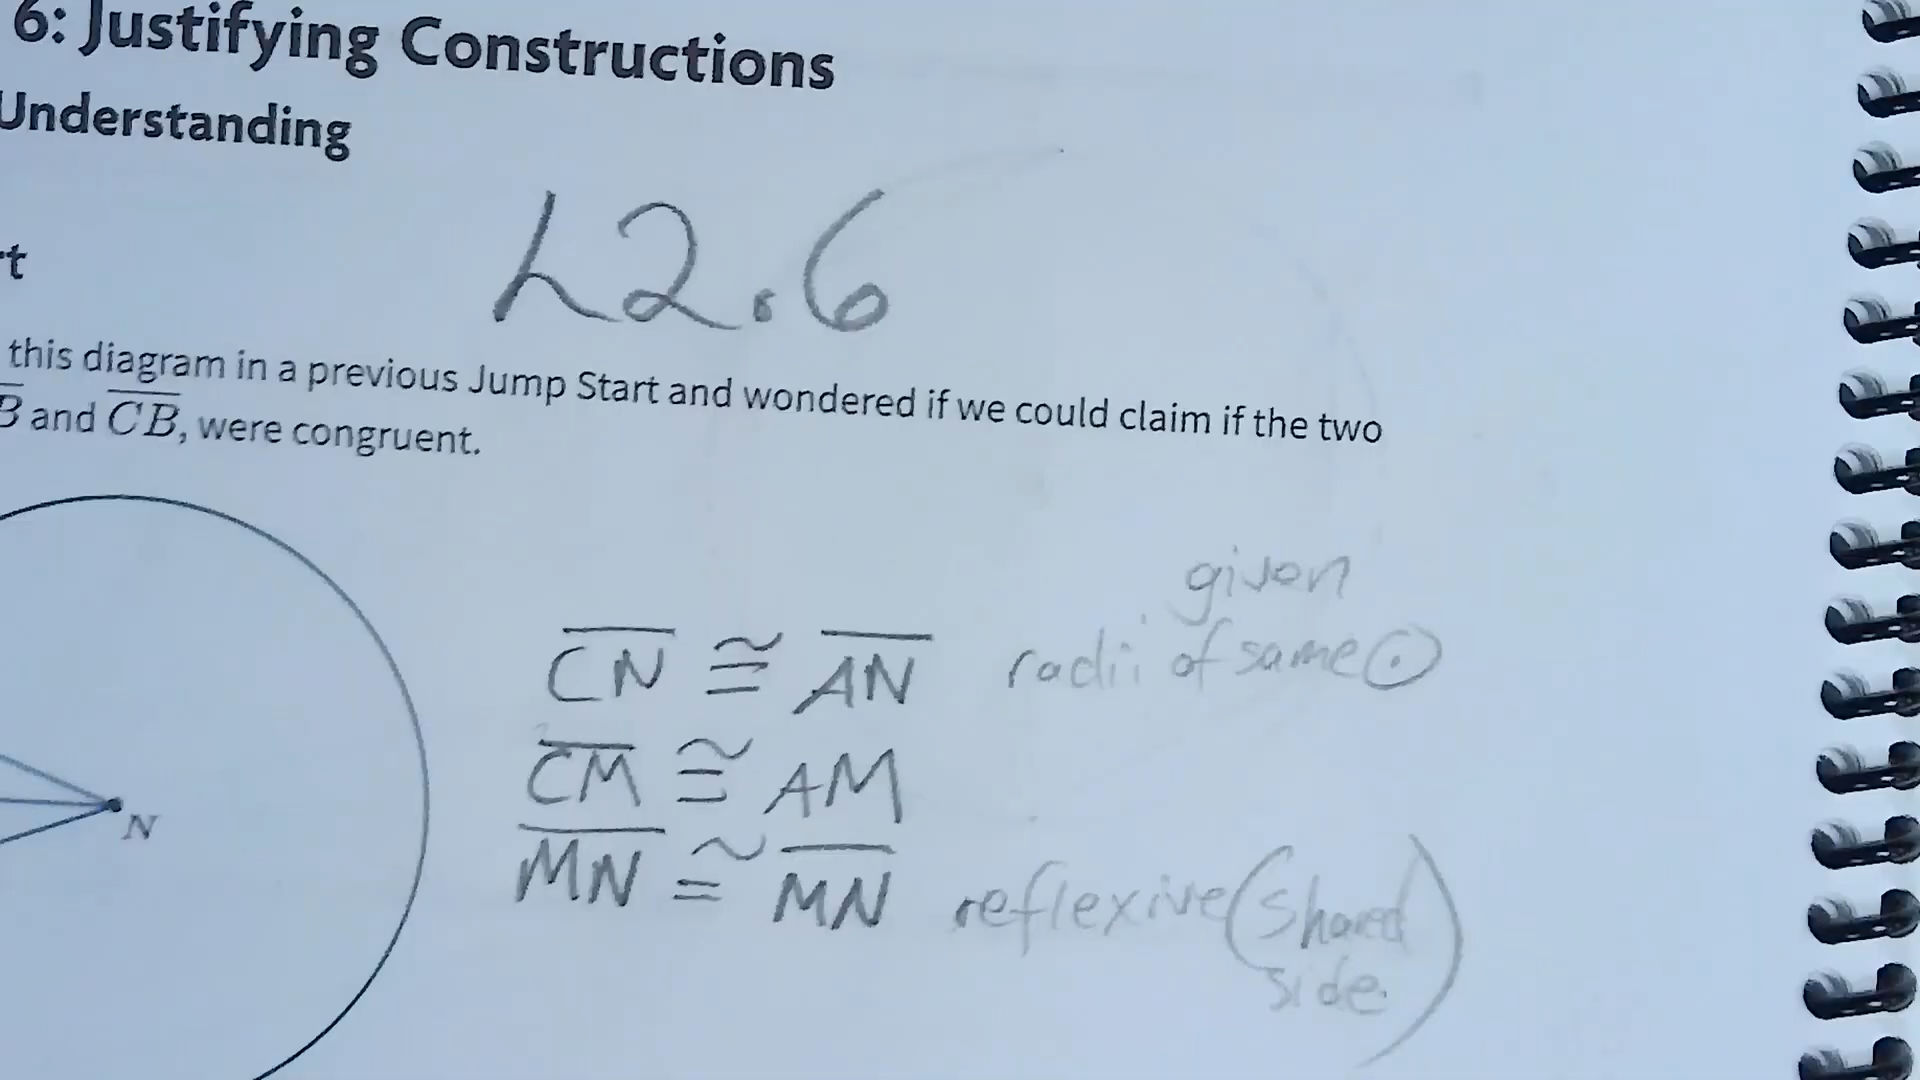 6: Justifying Constructions
Understanding
L2.6
this diagram in a previous Jump Start and wondered if we could claim if the two
B and CB, were congruent.
given
CN ≅ AN radii of same ⊙
CM ≅ AM
MN ≅ MN reflexive (shared
side)
N